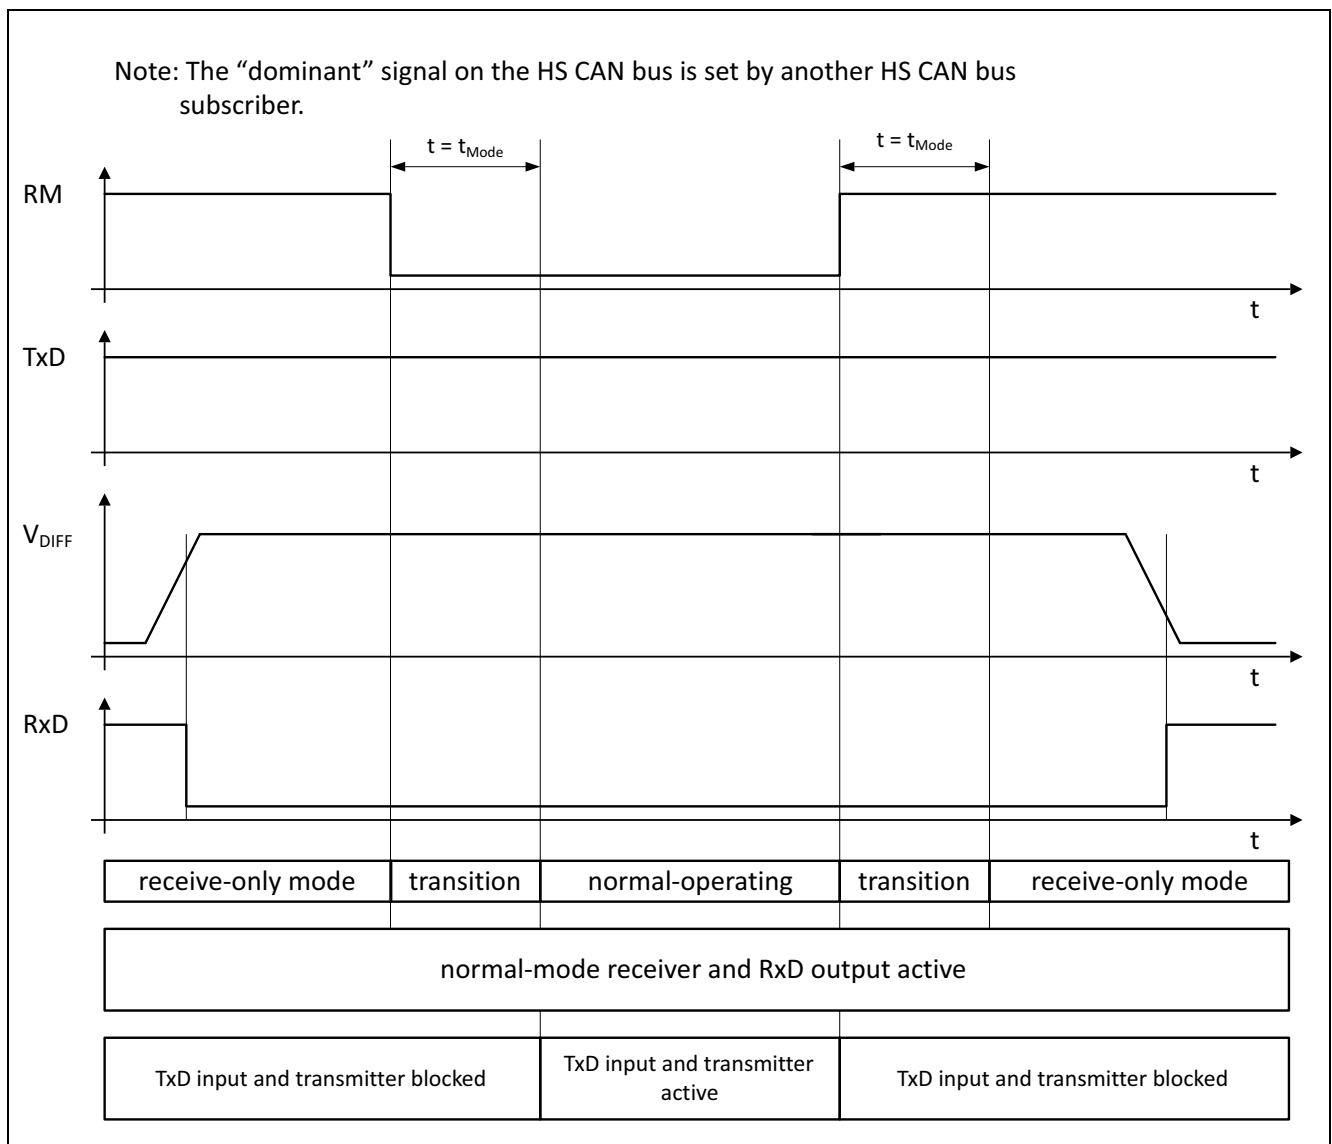 Note: The “dominant” signal on the HS CAN bus is set by another HS CAN bus
subscriber.
t = tMode
t = tMode
RM
t
TxD
t
VDIFF
t
RxD
t
receive-only mode
transition
normal-operating
transition
receive-only mode
normal-mode receiver and RxD output active
TxD input and transmitter blocked
TxD input and transmitter
active
TxD input and transmitter blocked